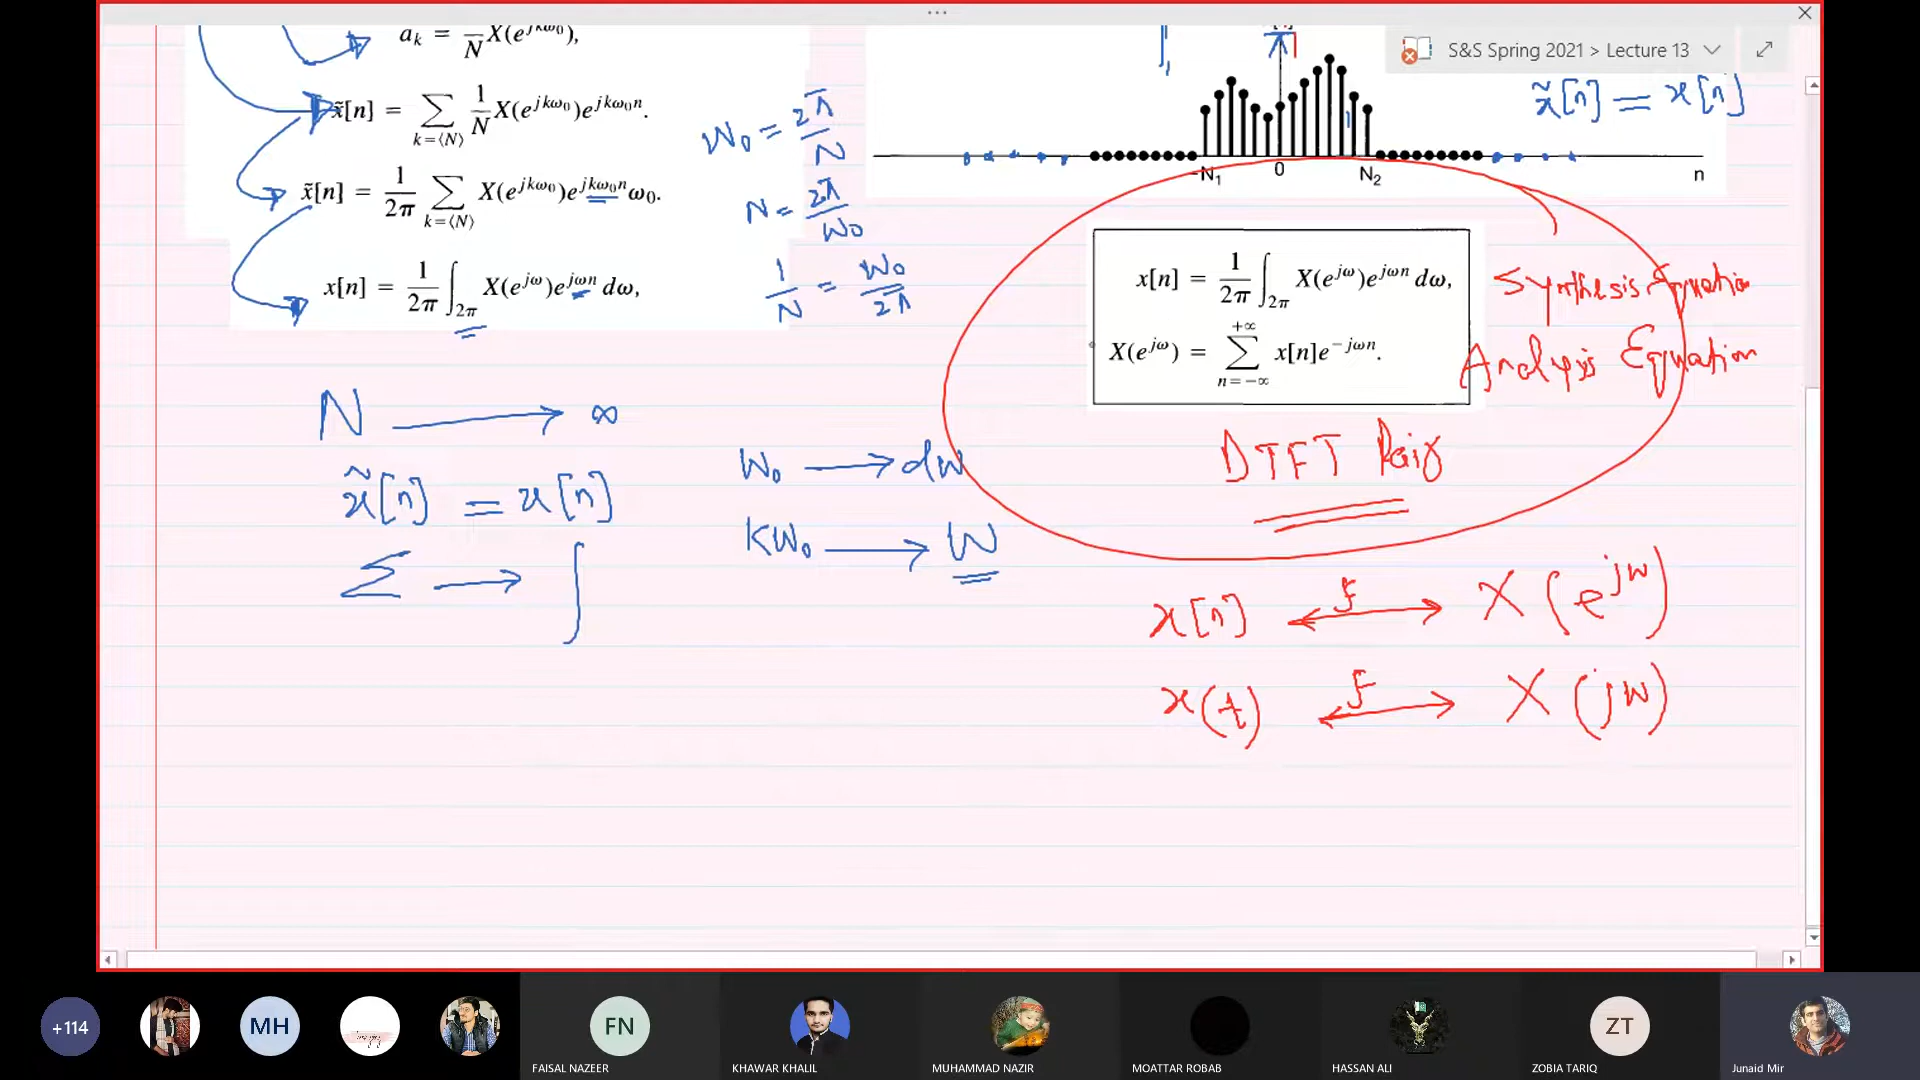 S&S Spring 2021 > Lecture 13
a_k = 1/N X(e^{jkω₀}),
x̃[n] = Σ_{k=⟨N⟩} 1/N X(e^{jkω₀})e^{jkω₀n}.
x̃[n] = 1/2π Σ_{k=⟨N⟩} X(e^{jkω₀})e^{jkω₀n}ω₀.
x[n] = 1/2π ∫_{2π} X(e^{jω})e^{jωn} dω,
W₀ = 2π/N
N = 2π/W₀
1/N = W₀/2π
x̃[n] = x[n]
-N₁ 0 N₂ n
x[n] = 1/2π ∫_{2π} X(e^{jω})e^{jωn} dω,
Synthesis Equation
X(e^{jω}) = Σ_{n=-∞}^{+∞} x[n]e^{-jωn}.
Analysis Equation
DTFT Pair
N → ∞
x̃[n] = x[n]
Σ → ∫
W₀ → dW
KW₀ → W
x[n] ↔ F X(e^{jW})
x(t) ↔ F X(jW)
+114
MH
FN
ZT
FAISAL NAZEER
KHAWAR KHALIL
MUHAMMAD NAZIR
MOATTAR ROBAB
HASSAN ALI
ZOBIA TARIQ
Junaid Mir